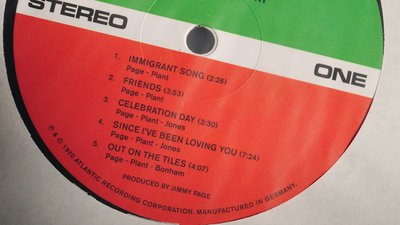 STEREO
ONE
1. IMMIGRANT SONG (2:26)
Page - Plant
2. FRIENDS (3:53)
Page - Plant
3. CELEBRATION DAY (3:30)
Page - Plant - Jones
4. SINCE I'VE BEEN LOVING YOU (7:24)
Page - Plant - Jones
5. OUT ON THE TILES (4:07)
Page - Plant - Bonham
PRODUCED BY JIMMY PAGE
℗ & © 1970 ATLANTIC RECORDING CORPORATION. MANUFACTURED IN GERMANY.